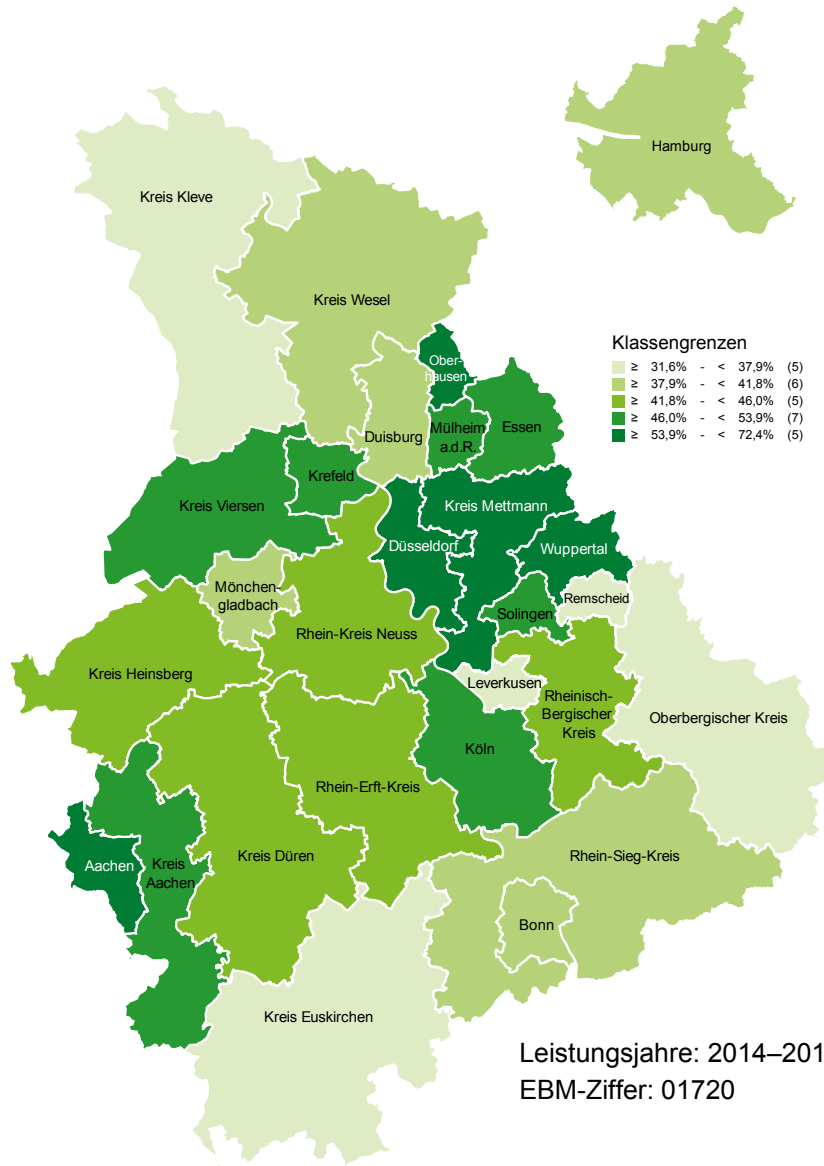 Hamburg
Kreis Kleve
Kreis Wesel
Klassengrenzen
≥ 31,6% - < 37,9% (5)
≥ 37,9% - < 41,8% (6)
≥ 41,8% - < 46,0% (5)
≥ 46,0% - < 53,9% (7)
≥ 53,9% - < 72,4% (5)
Ober-
hausen
Duisburg
Mülheim
a.d.R.
Essen
Krefeld
Kreis Viersen
Kreis Mettmann
Düsseldorf
Wuppertal
Mönchen-
gladbach
Remscheid
Solingen
Rhein-Kreis Neuss
Kreis Heinsberg
Leverkusen
Rheinisch-
Bergischer
Kreis
Oberbergischer Kreis
Köln
Rhein-Erft-Kreis
Kreis Düren
Rhein-Sieg-Kreis
Aachen
Kreis
Aachen
Bonn
Kreis Euskirchen
Leistungsjahre: 2014–201
EBM-Ziffer: 01720